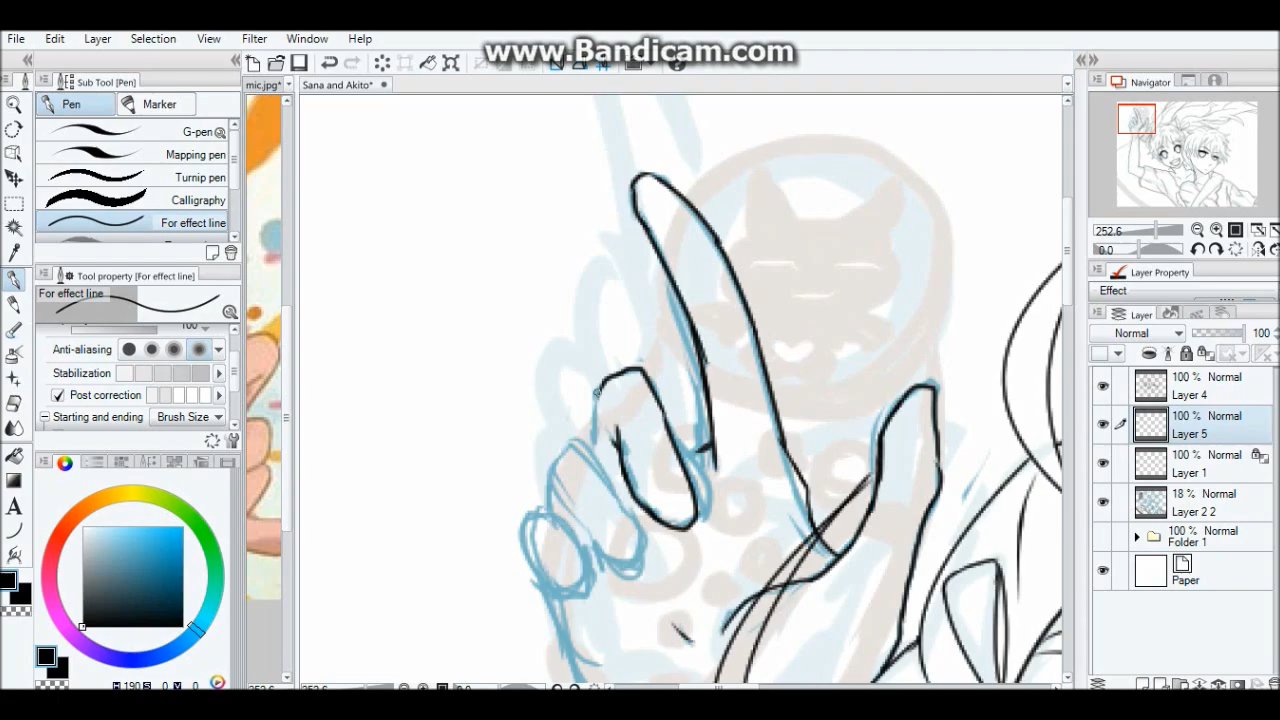 www.Bandicam.com
File Edit Layer Selection View Filter Window Help
Sub Tool [Pen]
mic.jpg*
Sana and Akito*
Navigator
Pen
Marker
G-pen
Mapping pen
Turnip pen
Calligraphy
For effect line
Tool property [For effect line]
For effect line
100
Anti-aliasing
Stabilization
Post correction
Starting and ending Brush Size
252.6
0.0
Layer Property
Effect
Layer
Normal 100
100 % Normal
Layer 4
100 % Normal
Layer 5
100 % Normal
Layer 1
18 % Normal
Layer 2 2
100 % Normal
Folder 1
Paper
H 190 S 0 V 0